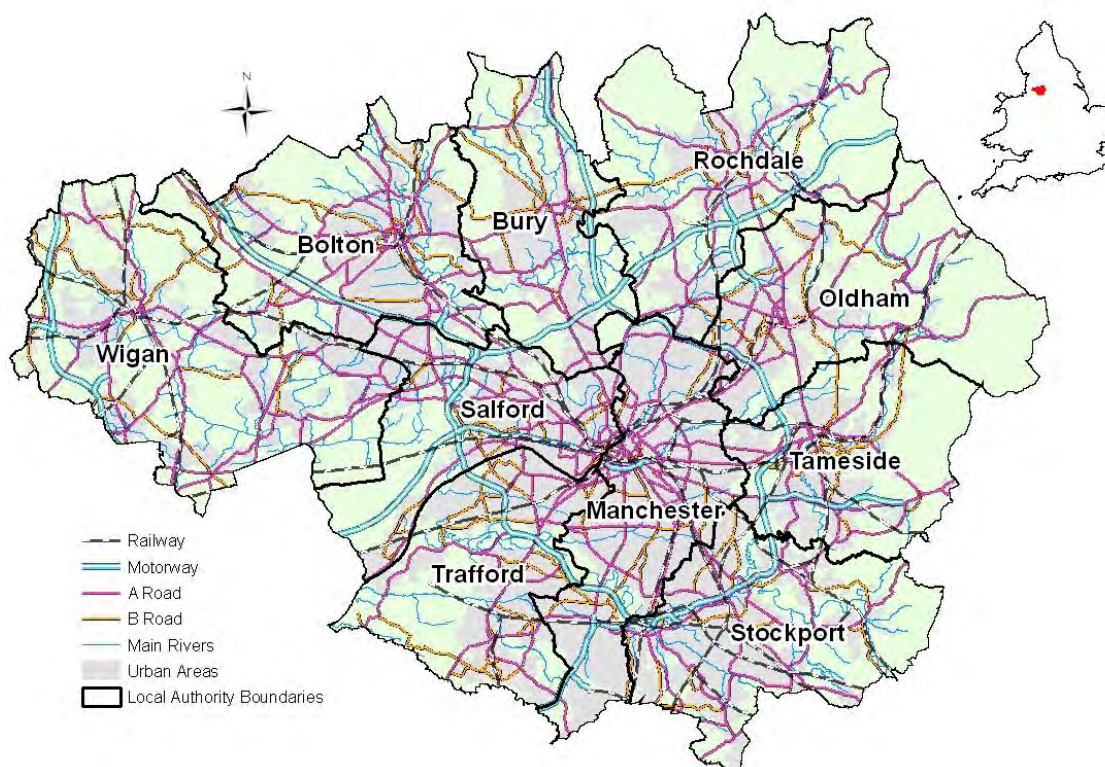 N
Rochdale
Bury
Bolton
Oldham
Wigan
Salford
Tameside
Manchester
Trafford
Stockport
Railway
Motorway
A Road
B Road
Main Rivers
Urban Areas
Local Authority Boundaries